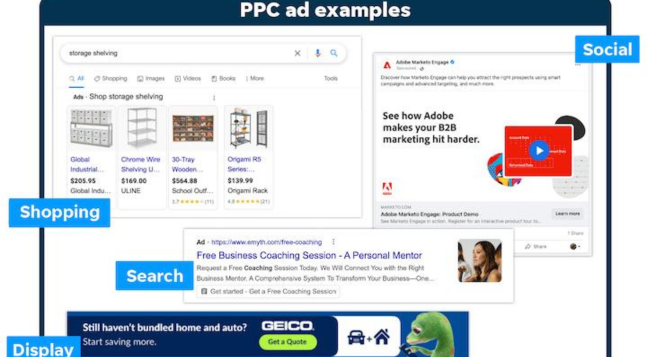 PPC ad examples
storage shelving
All Shopping Images Videos Books More Tools
Ads · Shop storage shelving
Global Industrial...
$205.95
Global Indu...
Chrome Wire Shelving U...
$169.00
ULINE
30-Tray Wooden...
$564.88
School Outf...
3.7 ★★★★ (11)
Origami R5 Series:...
$139.99
Origami Rack
4.8 ★★★★★ (21)
Shopping
Social
Adobe Marketo Engage
Sponsored ·
Discover how Marketo Engage can help you attract the right prospects using smart
campaigns and advanced targeting, and much more.
See how Adobe
makes your B2B
marketing hit harder.
Adobe
MARKETO.COM
Adobe Marketo Engage: Product Demo
See Marketo Engage in action. Register for an interactive product tour to...
Learn more
1 Share
Share
Search
Ad · https://www.emyth.com/free-coaching
Free Business Coaching Session - A Personal Mentor
Request a Free Coaching Session Today. We Will Connect You with the Right
Business Mentor. A Comprehensive System To Transform Your Business—One...
Get started - Get a Free Coaching Session
Display
Still haven't bundled home and auto?
Start saving more.
GEICO
Get a Quote